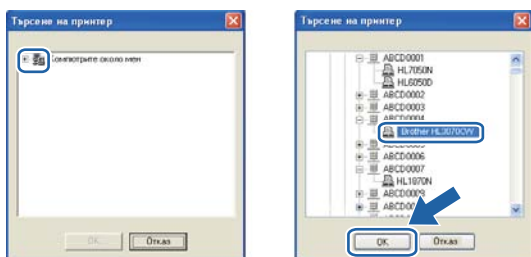 Търсене на принтер
Компютрите около мен
OK
Отказ
Търсене на принтер
ABCD0001
HL7050N
HL6050D
ABCD0002
ABCD0003
ABCD0004
Brother HL3070CW
ABCD0006
ABCD0007
HL1870N
ABCD0009
OK
Отказ